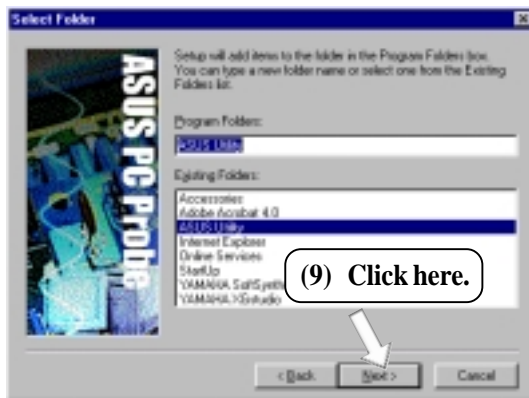 Select Folder
ASUS PC Probe
Setup will add items to the folder in the Program Folders box.
You can type a new folder name or select one from the Existing
Folders list.
Program Folders:
ASUS Utility
Existing Folders:
Accessories
Adobe Acrobat 4.0
ASUS Utility
Internet Explorer
Online Services
StartUp
YAMAHA SoftSynth
YAMAHA XGstudio
(9) Click here.
< Back
Next >
Cancel